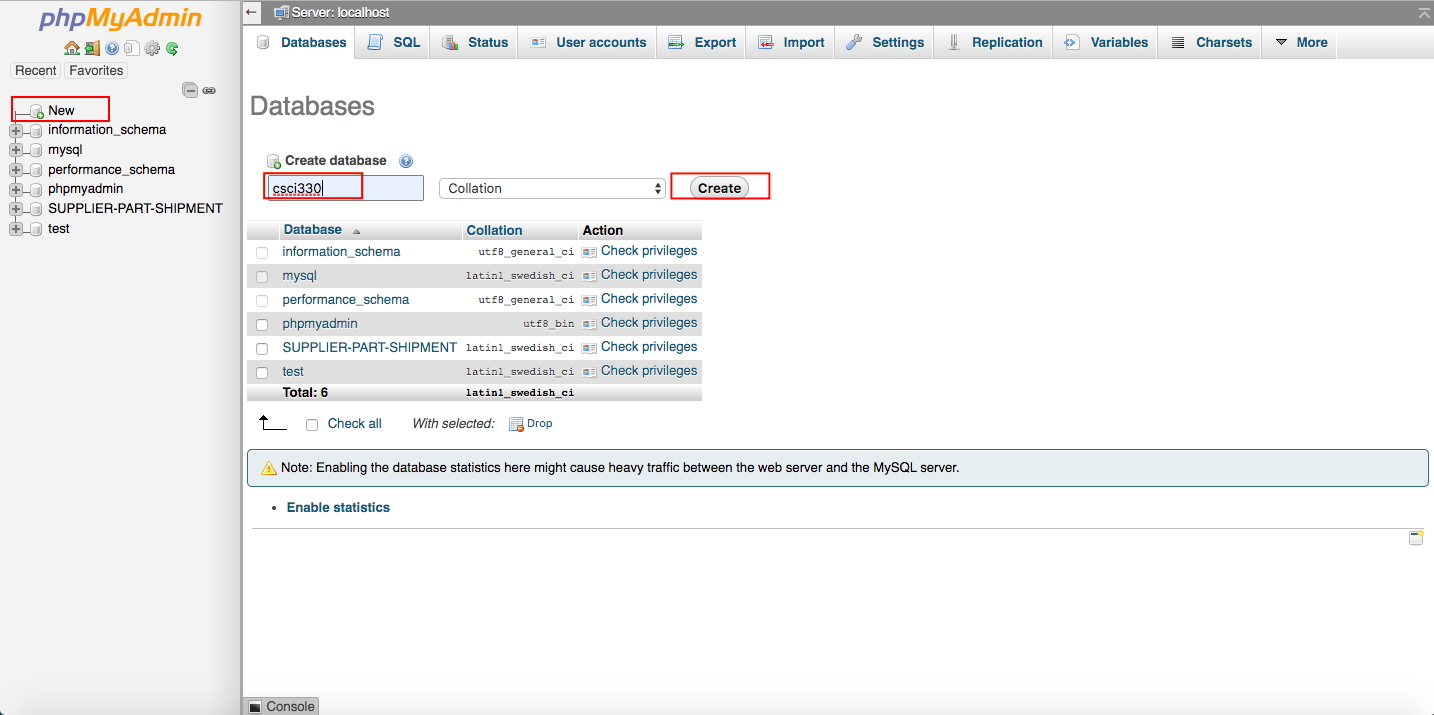 phpMyAdmin
Recent Favorites
New
information_schema
mysql
performance_schema
phpmyadmin
SUPPLIER-PART-SHIPMENT
test
Server: localhost
Databases SQL Status User accounts Export Import Settings Replication Variables Charsets More
Databases
Create database
csci330 Collation Create
Database Collation Action
information_schema utf8_general_ci Check privileges
mysql latin1_swedish_ci Check privileges
performance_schema utf8_general_ci Check privileges
phpmyadmin utf8_bin Check privileges
SUPPLIER-PART-SHIPMENT latin1_swedish_ci Check privileges
test latin1_swedish_ci Check privileges
Total: 6 latin1_swedish_ci
Check all With selected: Drop
Note: Enabling the database statistics here might cause heavy traffic between the web server and the MySQL server.
• Enable statistics
Console